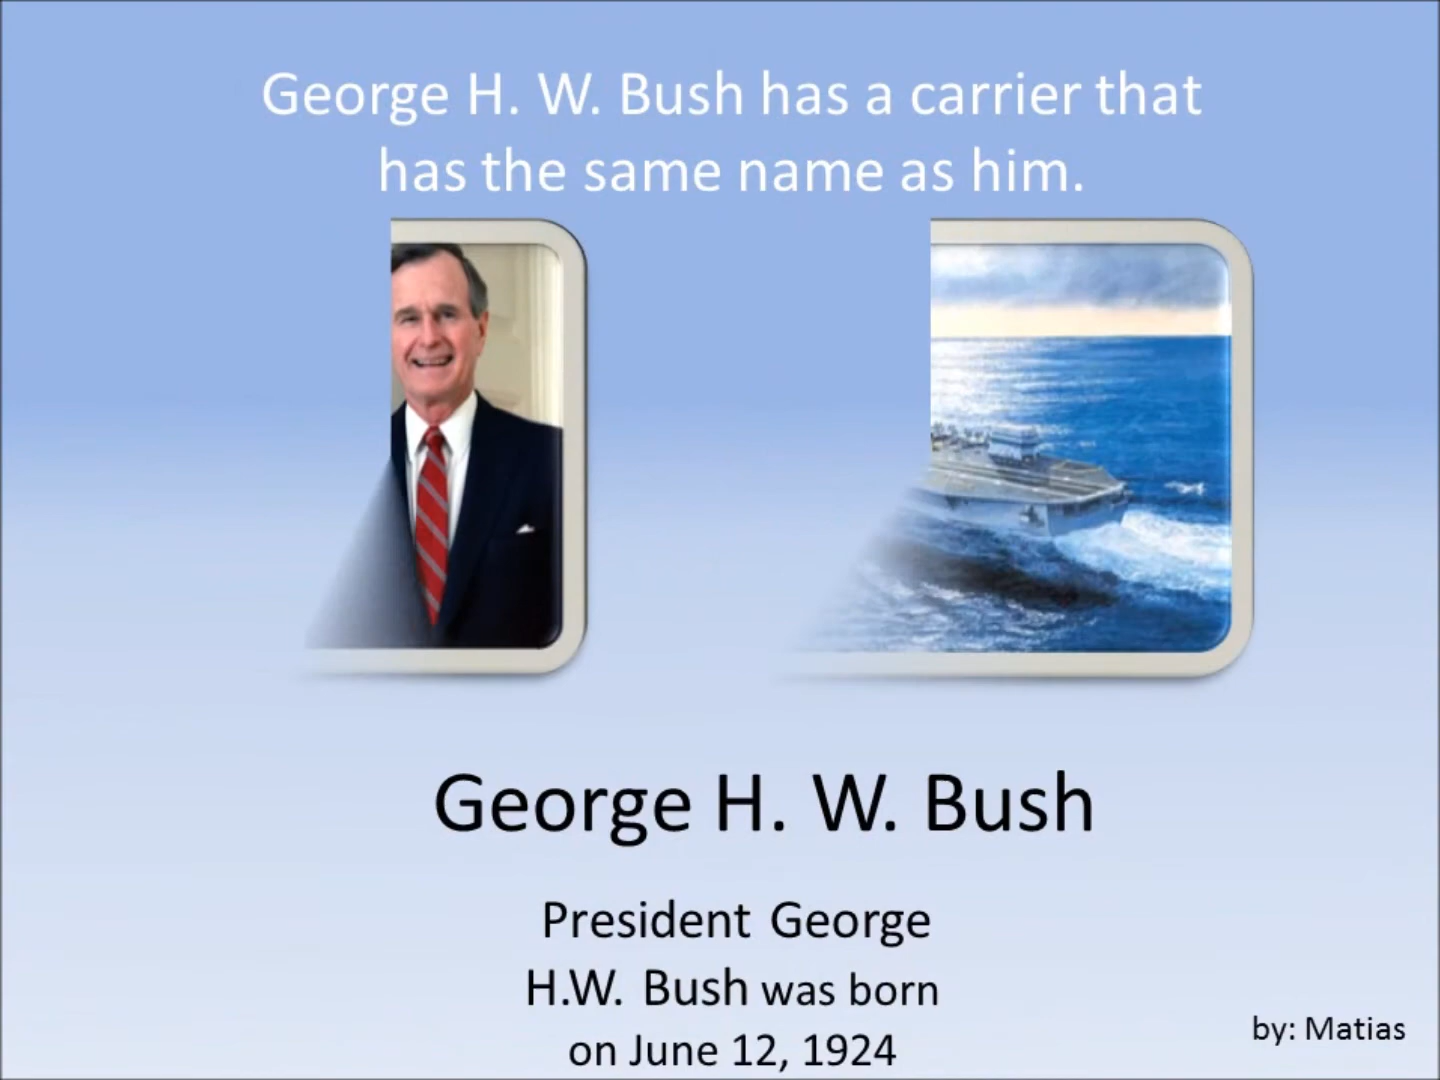 George H. W. Bush has a carrier that
has the same name as him.
George H. W. Bush
President George
H.W. Bush was born
on June 12, 1924
by: Matias